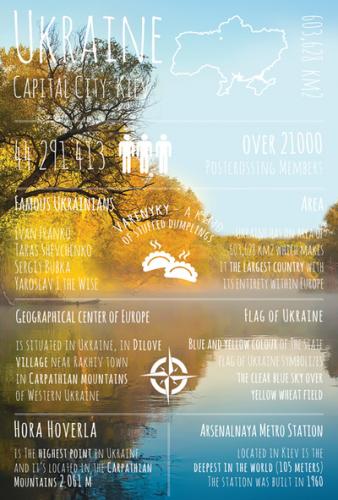 Ukraine
Capital City: Kiev
603,628 km2
44 291 413
over 21000
Postcrossing Members
Famous Ukrainians
Ivan Franko
Taras Shevchenko
Sergis Bubka
Yaroslav I the Wise
Varenyky - a kind
of stuffed dumplings
Area
Ukraine has an area of
603,628 km2 which makes
it the largest country with
its entirety within Europe
Geographical center of Europe
is situated in Ukraine, in Dilove
village near Rakhiv town
in Carpathian mountains
of Western Ukraine
Flag of Ukraine
Blue and yellow colour of the state
flag of Ukraine symbolizes
the clear blue sky over
yellow wheat field
Hora Hoverla
is the highest point in Ukraine
and it's located in the Carpathian
Mountains 2 061 m
Arsenalnaya Metro Station
located in Kiev is the
deepest in the world (105 meters)
The station was built in 1960